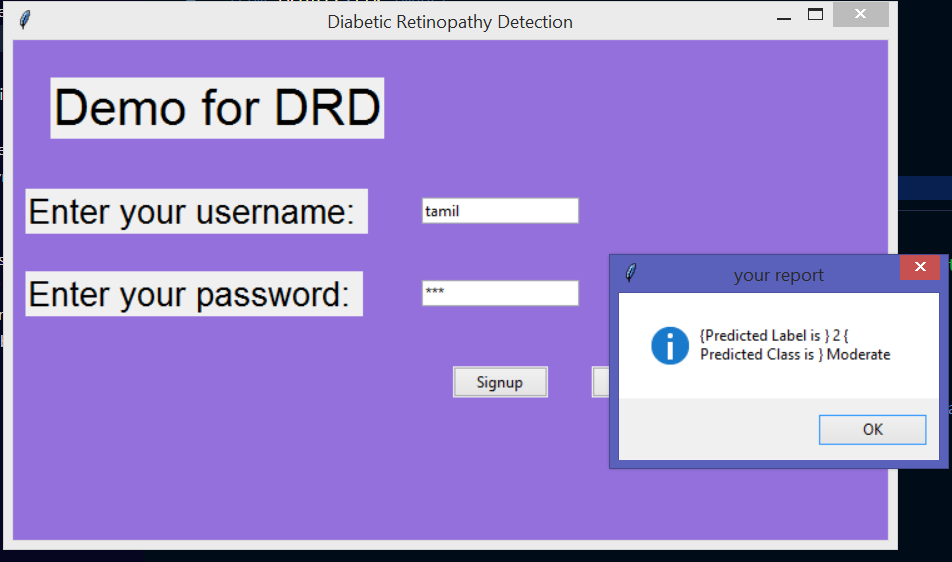 Diabetic Retinopathy Detection
Demo for DRD
Enter your username:
tamil
Enter your password:
***
Signup
your report
{Predicted Label is } 2 {
Predicted Class is } Moderate
OK